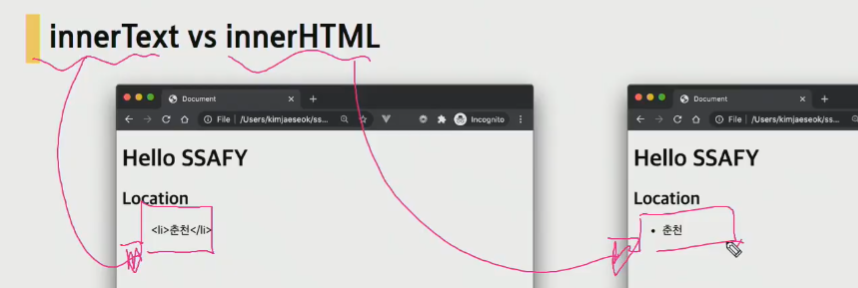 innerText vs innerHTML
Document
File | /Users/kimjaeseok/ss...
Incognito
Hello SSAFY
Location
<li>춘천</li>
Document
File | /Users/kimjaeseok/ss...
Hello SSAFY
Location
• 춘천